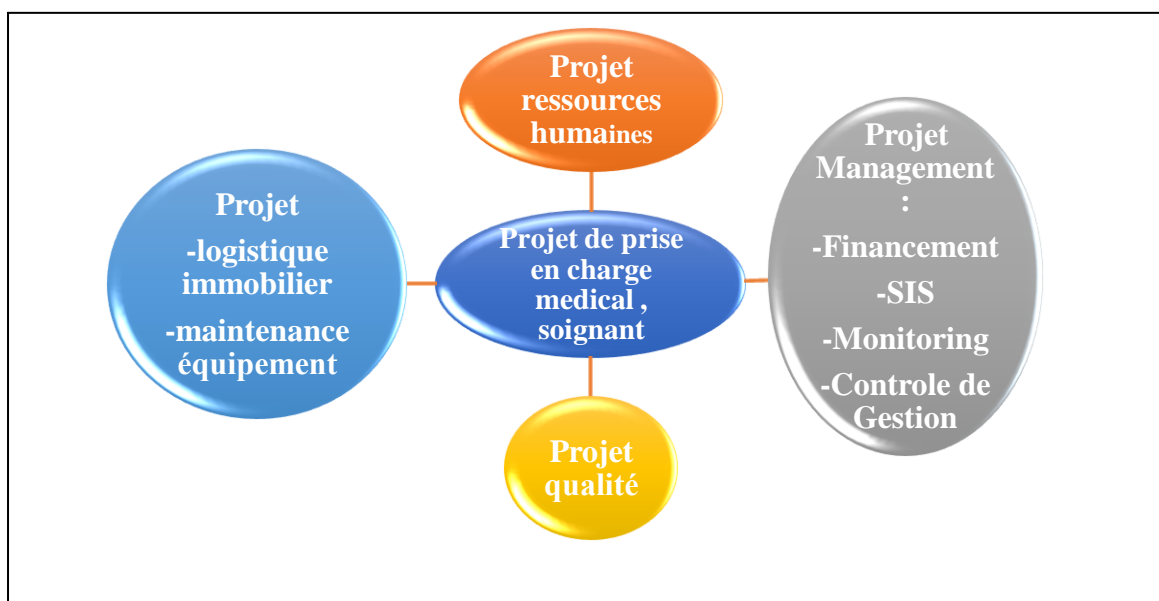 Projet
ressources
humaines
Projet
Management
:
-Financement
-SIS
-Monitoring
-Controle de
Gestion
Projet
-logistique
immobilier
-maintenance
équipement
Projet de prise
en charge
medical ,
soignant
Projet
qualité